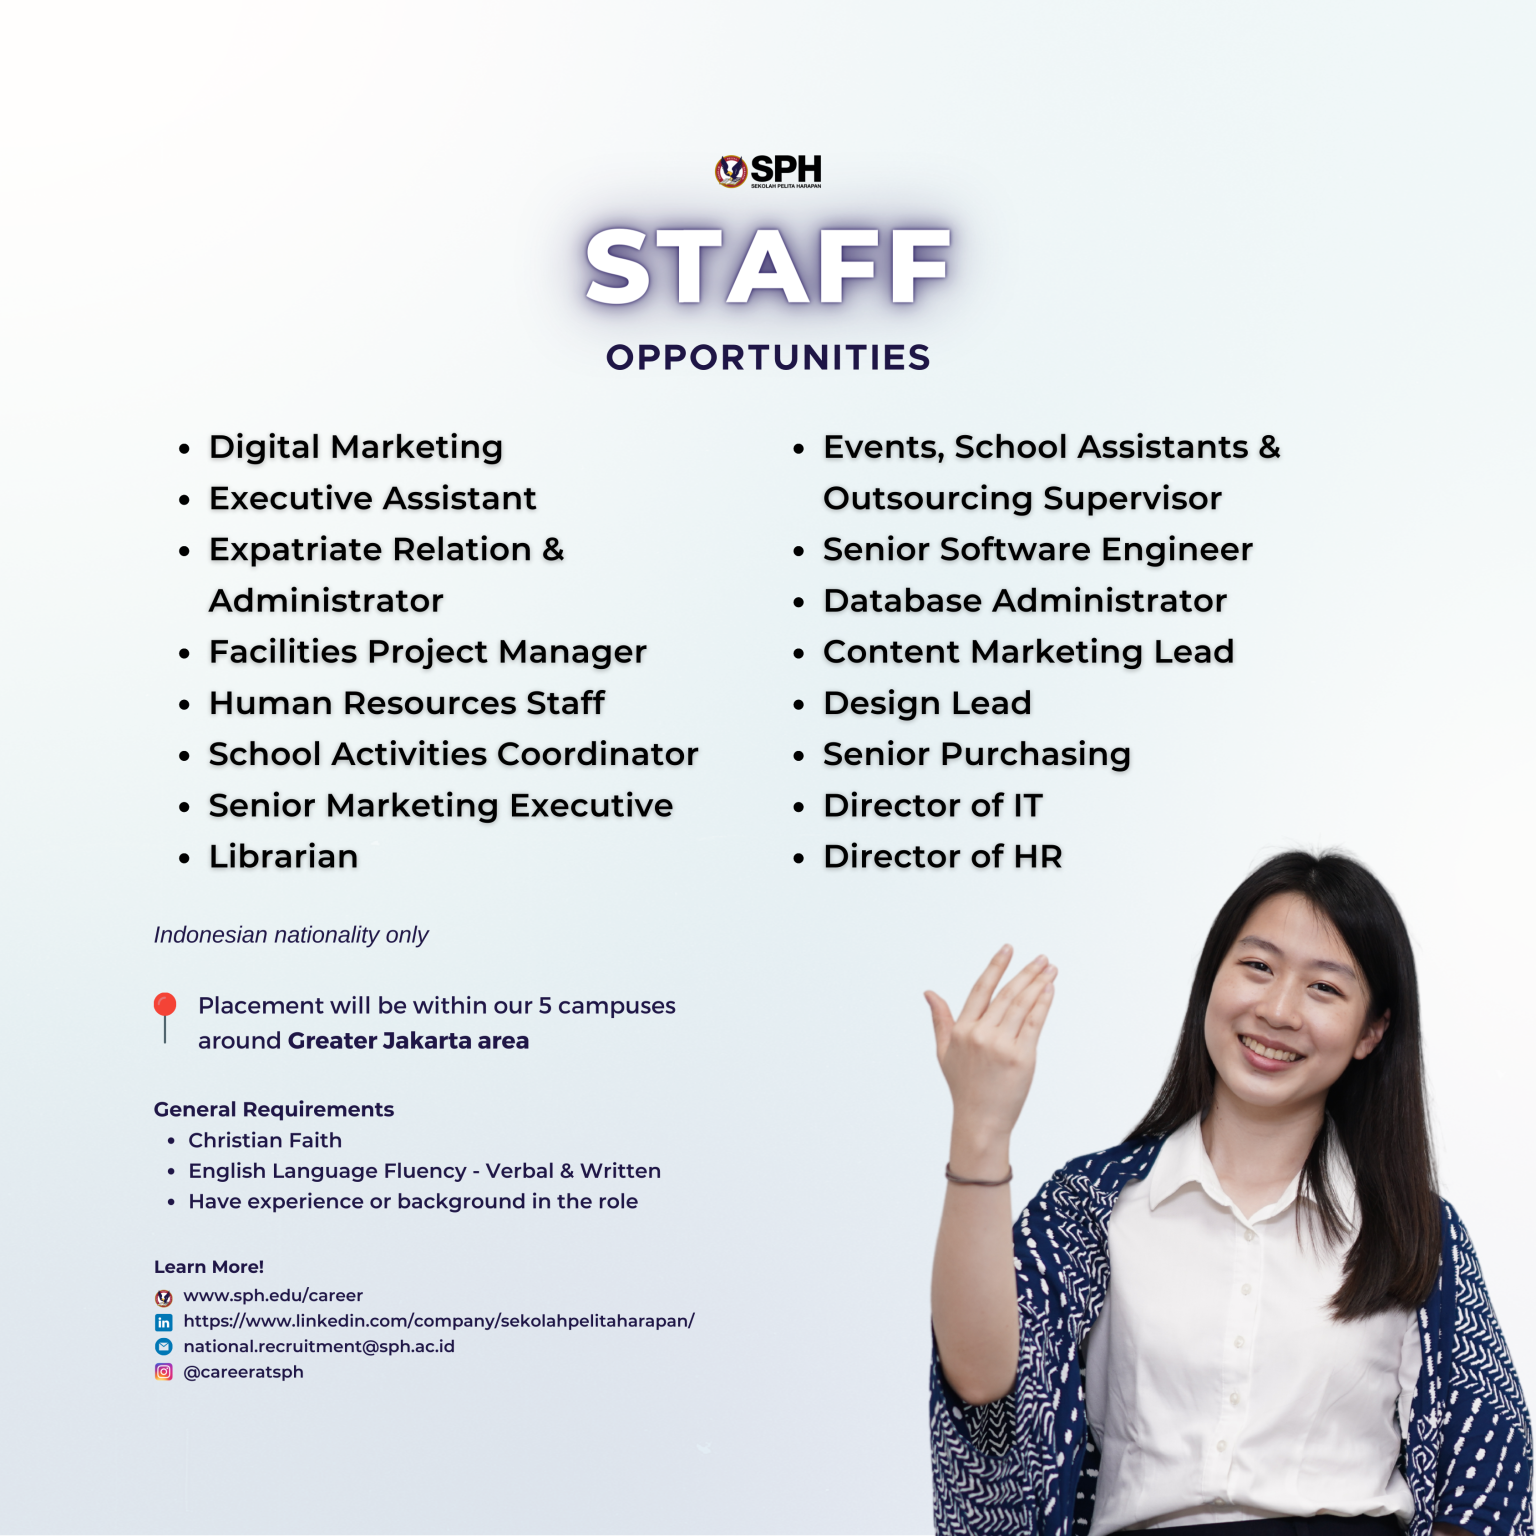 SPH
SEKOLAH PELITA HARAPAN
STAFF
OPPORTUNITIES
• Digital Marketing
• Executive Assistant
• Expatriate Relation &
Administrator
• Facilities Project Manager
• Human Resources Staff
• School Activities Coordinator
• Senior Marketing Executive
• Librarian
• Events, School Assistants &
Outsourcing Supervisor
• Senior Software Engineer
• Database Administrator
• Content Marketing Lead
• Design Lead
• Senior Purchasing
• Director of IT
• Director of HR
Indonesian nationality only
Placement will be within our 5 campuses
around Greater Jakarta area
General Requirements
• Christian Faith
• English Language Fluency - Verbal & Written
• Have experience or background in the role
Learn More!
www.sph.edu/career
https://www.linkedin.com/company/sekolahpelitaharapan/
national.recruitment@sph.ac.id
@careeratsph